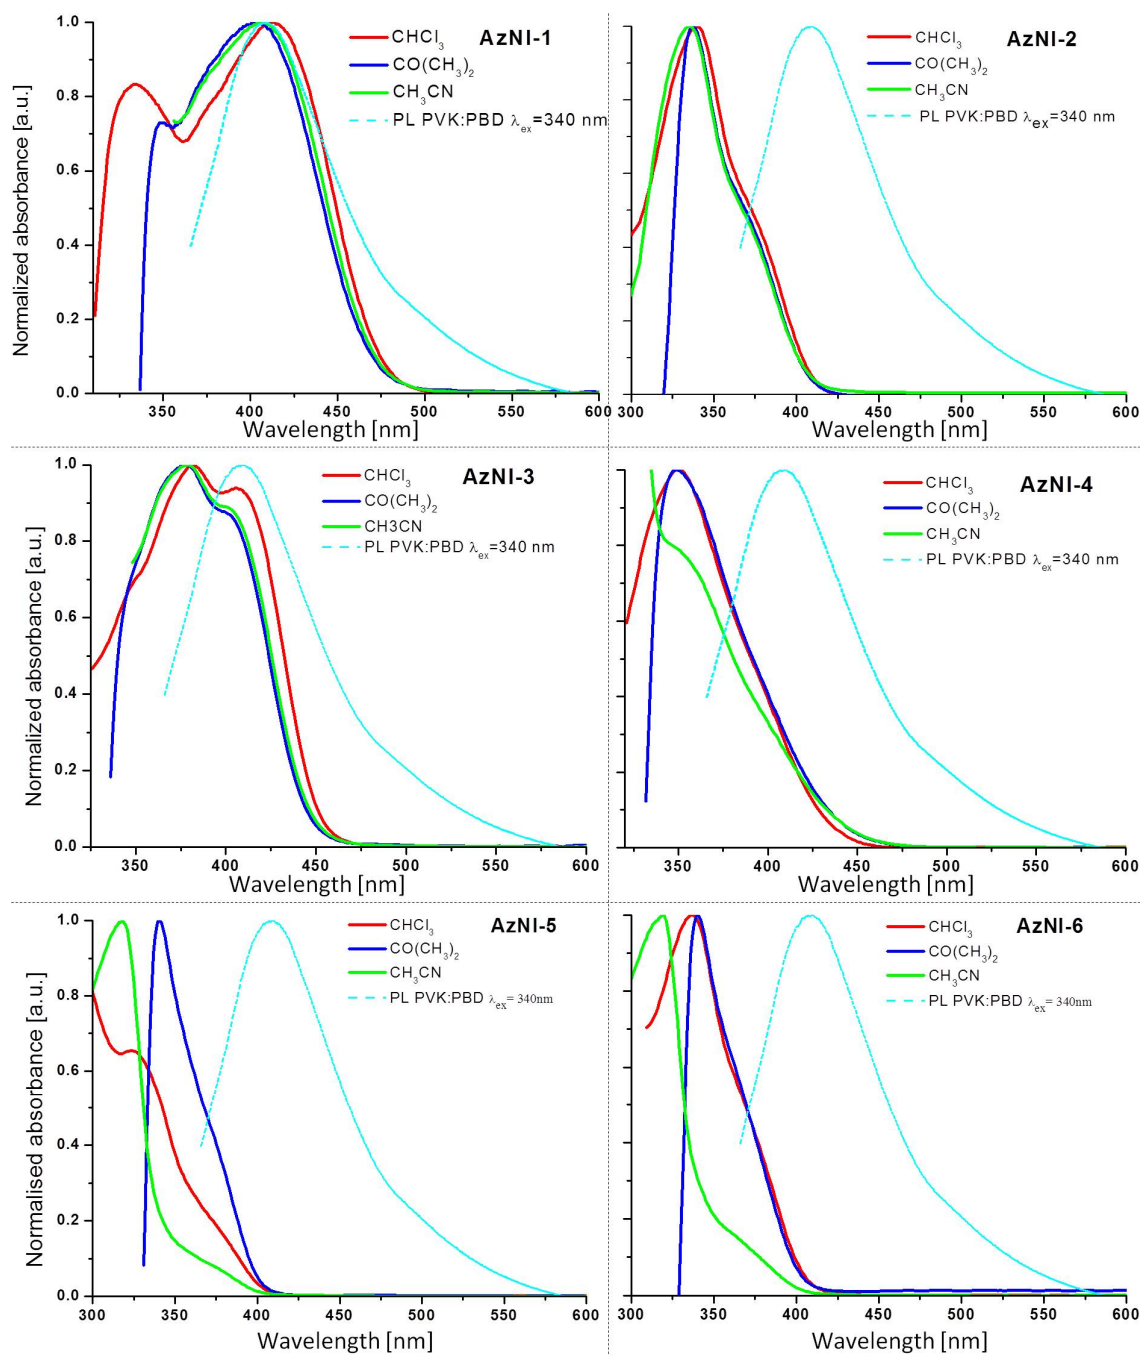 AzNI-1
CHCl3
CO(CH3)2
CH3CN
PL PVK:PBD λex=340 nm
Normalized absorbance [a.u.]
1.0
0.8
0.6
0.4
0.2
0.0
350 400 450 500 550 600
Wavelength [nm]
AzNI-2
CHCl3
CO(CH3)2
CH3CN
PL PVK:PBD λex=340 nm
300 350 400 450 500 550 600
Wavelength [nm]
AzNI-3
CHCl3
CO(CH3)2
CH3CN
PL PVK:PBD λex=340 nm
Normalized absorbance [a.u.]
1.0
0.8
0.6
0.4
0.2
0.0
350 400 450 500 550 600
Wavelength [nm]
AzNI-4
CHCl3
CO(CH3)2
CH3CN
PL PVK:PBD λex=340 nm
350 400 450 500 550 600
Wavelength [nm]
AzNI-5
CHCl3
CO(CH3)2
CH3CN
PL PVK:PBD λex= 340nm
Normalised absorbance [a.u.]
1.0
0.8
0.6
0.4
0.2
0.0
300 350 400 450 500 550 600
Wavelength [nm]
AzNI-6
CHCl3
CO(CH3)2
CH3CN
PL PVK:PBD λex= 340nm
300 350 400 450 500 550 600
Wavelength [nm]